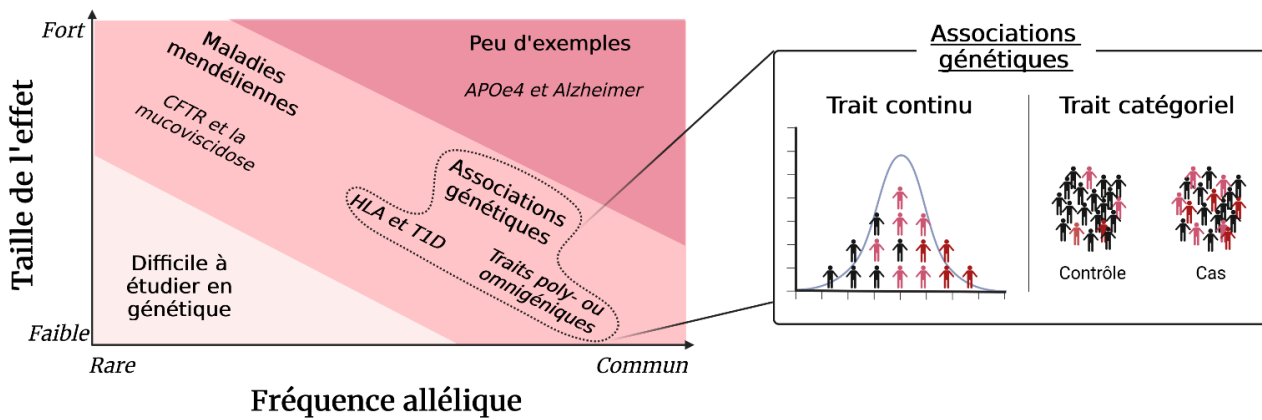 Fort
Taille de l'effet
Faible
Rare
Commun
Fréquence allélique
Maladies
mendéliennes
CFTR et la
mucoviscidose
Peu d'exemples
APOe4 et Alzheimer
Associations
génétiques
HLA et T1D
Traits poly- ou
omnigéniques
Difficile à
étudier en
génétique
Associations
génétiques
Trait continu
Trait catégoriel
Contrôle
Cas